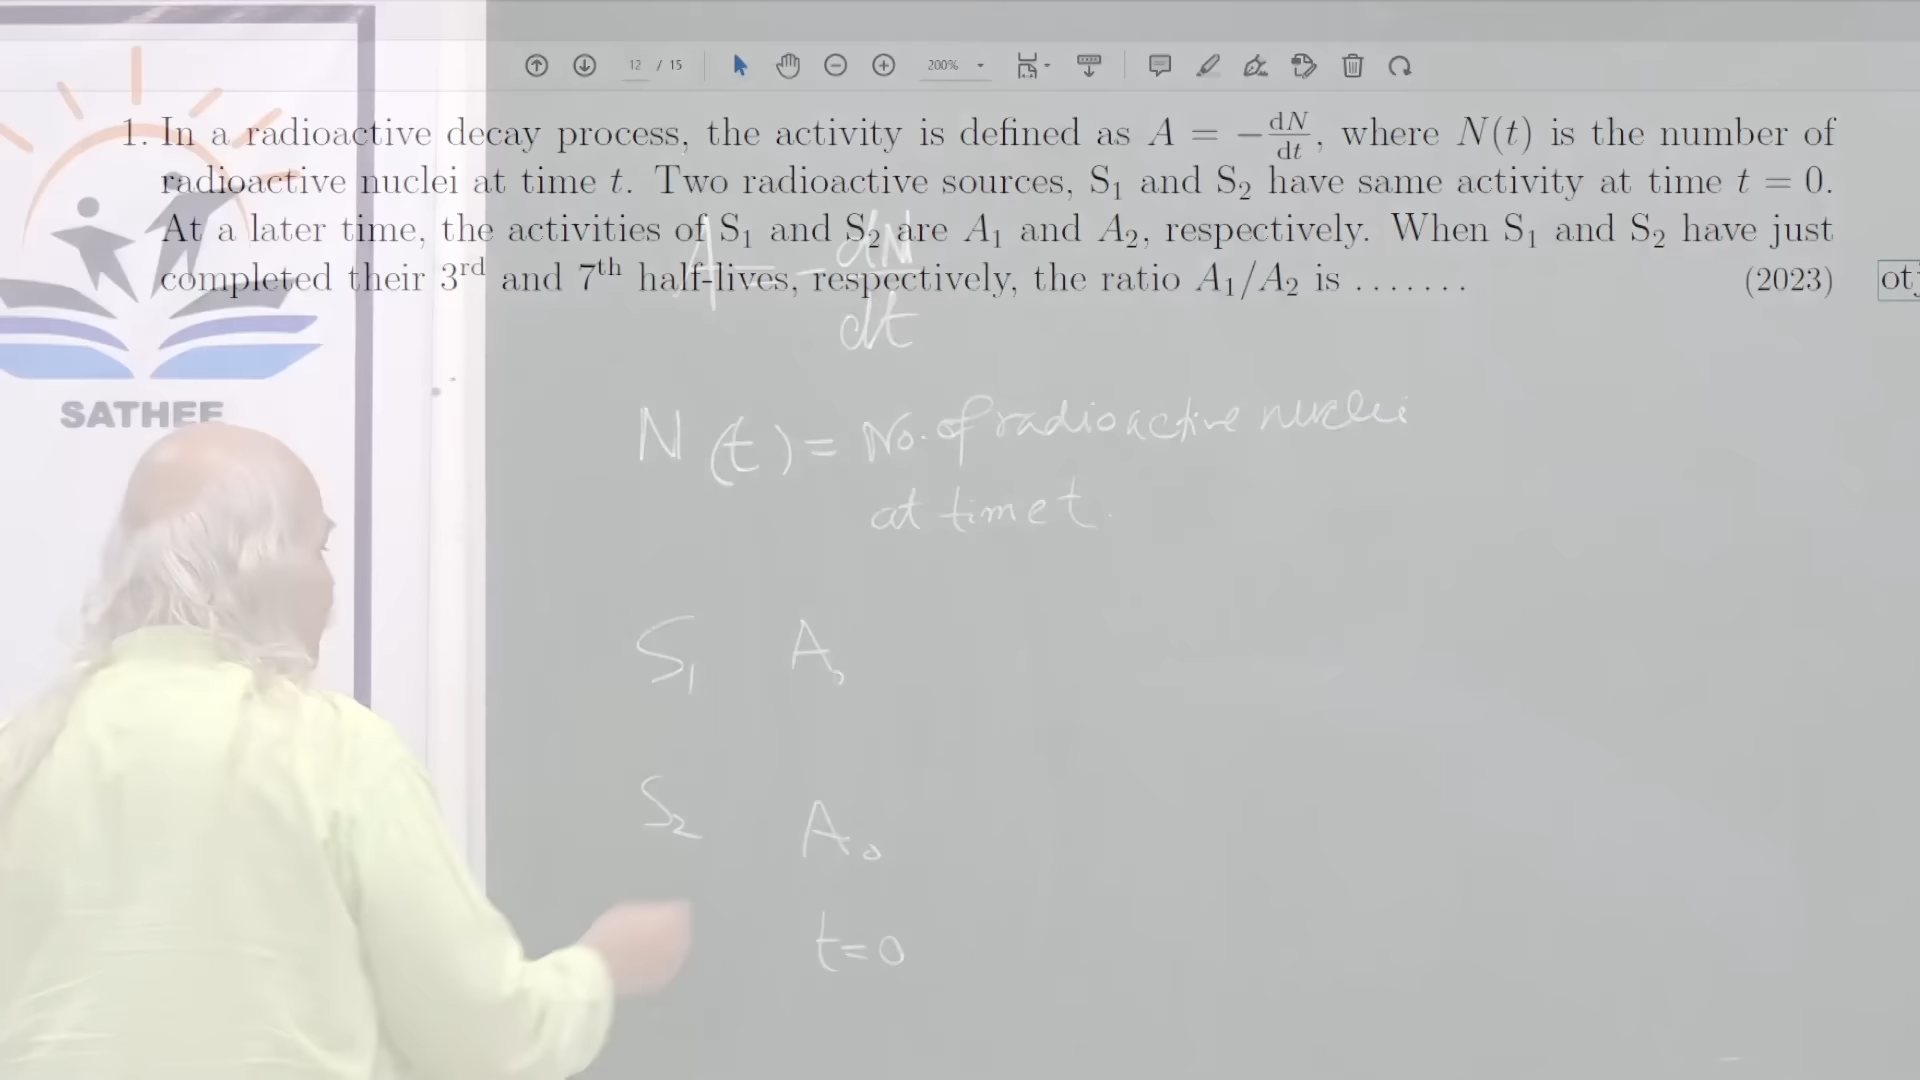 12 / 15
200%
1. In a radioactive decay process, the activity is defined as A = −dN/dt, where N(t) is the number of
radioactive nuclei at time t. Two radioactive sources, S₁ and S₂ have same activity at time t = 0.
At a later time, the activities of S₁ and S₂ are A₁ and A₂, respectively. When S₁ and S₂ have just
completed their 3rd and 7th half-lives, respectively, the ratio A₁/A₂ is .......
(2023)
A = −dN/dt
SATHEE
N(t) = No. of radioactive nuclei
at time t.
S₁ A₀
S₂ A₀
t=0